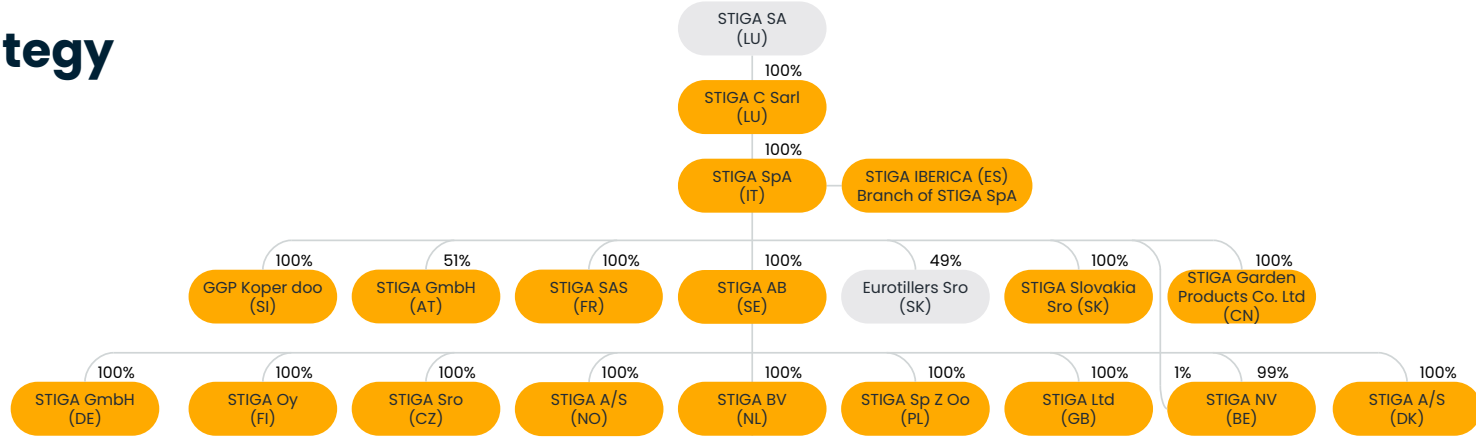 tegy
STIGA SA
(LU)
100%
STIGA C Sarl
(LU)
100%
STIGA SpA
(IT)
STIGA IBERICA (ES)
Branch of STIGA SpA
100%
51%
100%
100%
49%
100%
100%
GGP Koper doo
(SI)
STIGA GmbH
(AT)
STIGA SAS
(FR)
STIGA AB
(SE)
Eurotillers Sro
(SK)
STIGA Slovakia
Sro (SK)
STIGA Garden
Products Co. Ltd
(CN)
100%
100%
100%
100%
100%
100%
100%
1%
99%
100%
STIGA GmbH
(DE)
STIGA Oy
(FI)
STIGA Sro
(CZ)
STIGA A/S
(NO)
STIGA BV
(NL)
STIGA Sp Z Oo
(PL)
STIGA Ltd
(GB)
STIGA NV
(BE)
STIGA A/S
(DK)